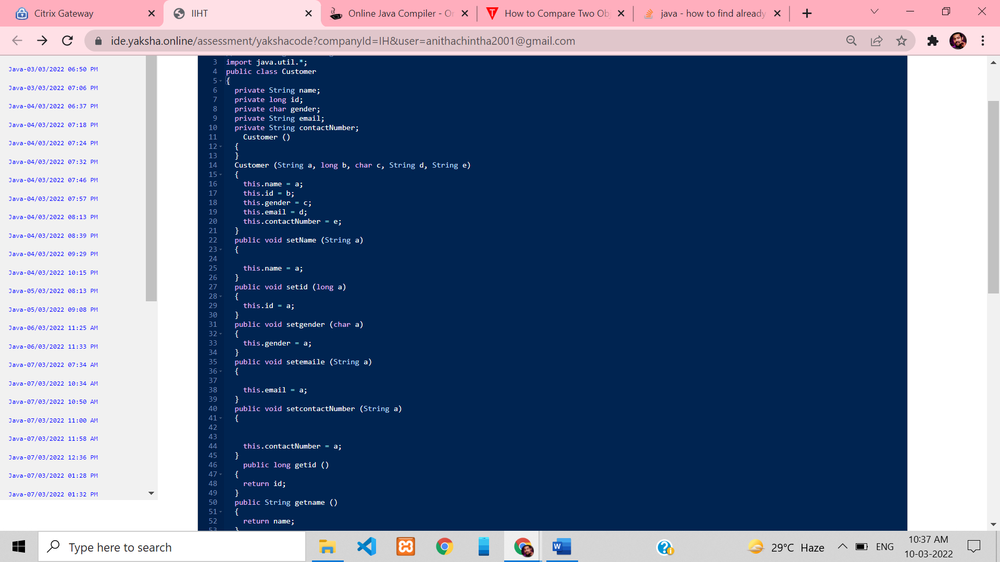 Citrix Gateway
IIHT
Online Java Compiler - Or
How to Compare Two Ob
java - how to find already
ide.yaksha.online/assessment/yakshacode?companyId=IH&user=anithachintha2001@gmail.com
Java-03/03/2022 06:50 PM
Java-03/03/2022 07:06 PM
Java-04/03/2022 06:37 PM
Java-04/03/2022 07:18 PM
Java-04/03/2022 07:24 PM
Java-04/03/2022 07:32 PM
Java-04/03/2022 07:46 PM
Java-04/03/2022 07:57 PM
Java-04/03/2022 08:13 PM
Java-04/03/2022 08:39 PM
Java-04/03/2022 09:29 PM
Java-04/03/2022 10:15 PM
Java-05/03/2022 08:13 PM
Java-05/03/2022 09:08 PM
Java-06/03/2022 11:25 AM
Java-06/03/2022 11:33 PM
Java-07/03/2022 07:34 AM
Java-07/03/2022 10:34 AM
Java-07/03/2022 10:50 AM
Java-07/03/2022 11:00 AM
Java-07/03/2022 11:58 AM
Java-07/03/2022 12:36 PM
Java-07/03/2022 01:28 PM
Java-07/03/2022 01:32 PM
3 import java.util.*;
4 public class Customer
5 {
6 private String name;
7 private long id;
8 private char gender;
9 private String email;
10 private String contactNumber;
11 Customer ()
12 {
13 }
14 Customer (String a, long b, char c, String d, String e)
15 {
16 this.name = a;
17 this.id = b;
18 this.gender = c;
19 this.email = d;
20 this.contactNumber = e;
21 }
22 public void setName (String a)
23 {
24
25 this.name = a;
26 }
27 public void setid (long a)
28 {
29 this.id = a;
30 }
31 public void setgender (char a)
32 {
33 this.gender = a;
34 }
35 public void setemaile (String a)
36 {
37
38 this.email = a;
39 }
40 public void setcontactNumber (String a)
41 {
42
43
44 this.contactNumber = a;
45 }
46 public long getid ()
47 {
48 return id;
49 }
50 public String getname ()
51 {
52 return name;
53 }
Type here to search
29°C Haze
ENG
10:37 AM
10-03-2022